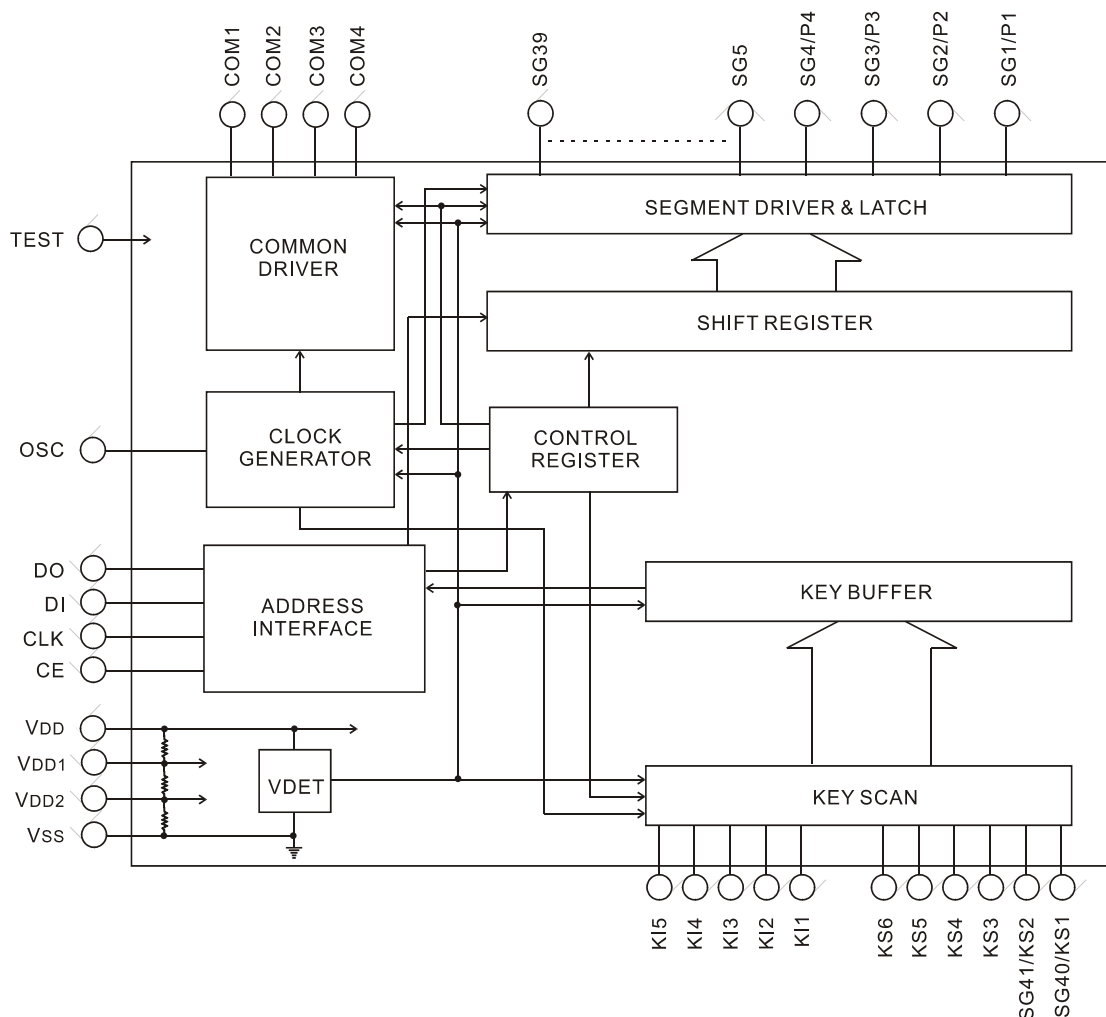 COM1
COM2
COM3
COM4
SG39
SG5
SG4/P4
SG3/P3
SG2/P2
SG1/P1
TEST
COMMON
DRIVER
SEGMENT DRIVER & LATCH
SHIFT REGISTER
OSC
CLOCK
GENERATOR
CONTROL
REGISTER
DO
DI
CLK
CE
ADDRESS
INTERFACE
KEY BUFFER
VDD
VDD1
VDD2
VSS
VDET
KEY SCAN
KI5
KI4
KI3
KI2
KI1
KS6
KS5
KS4
KS3
SG41/KS2
SG40/KS1